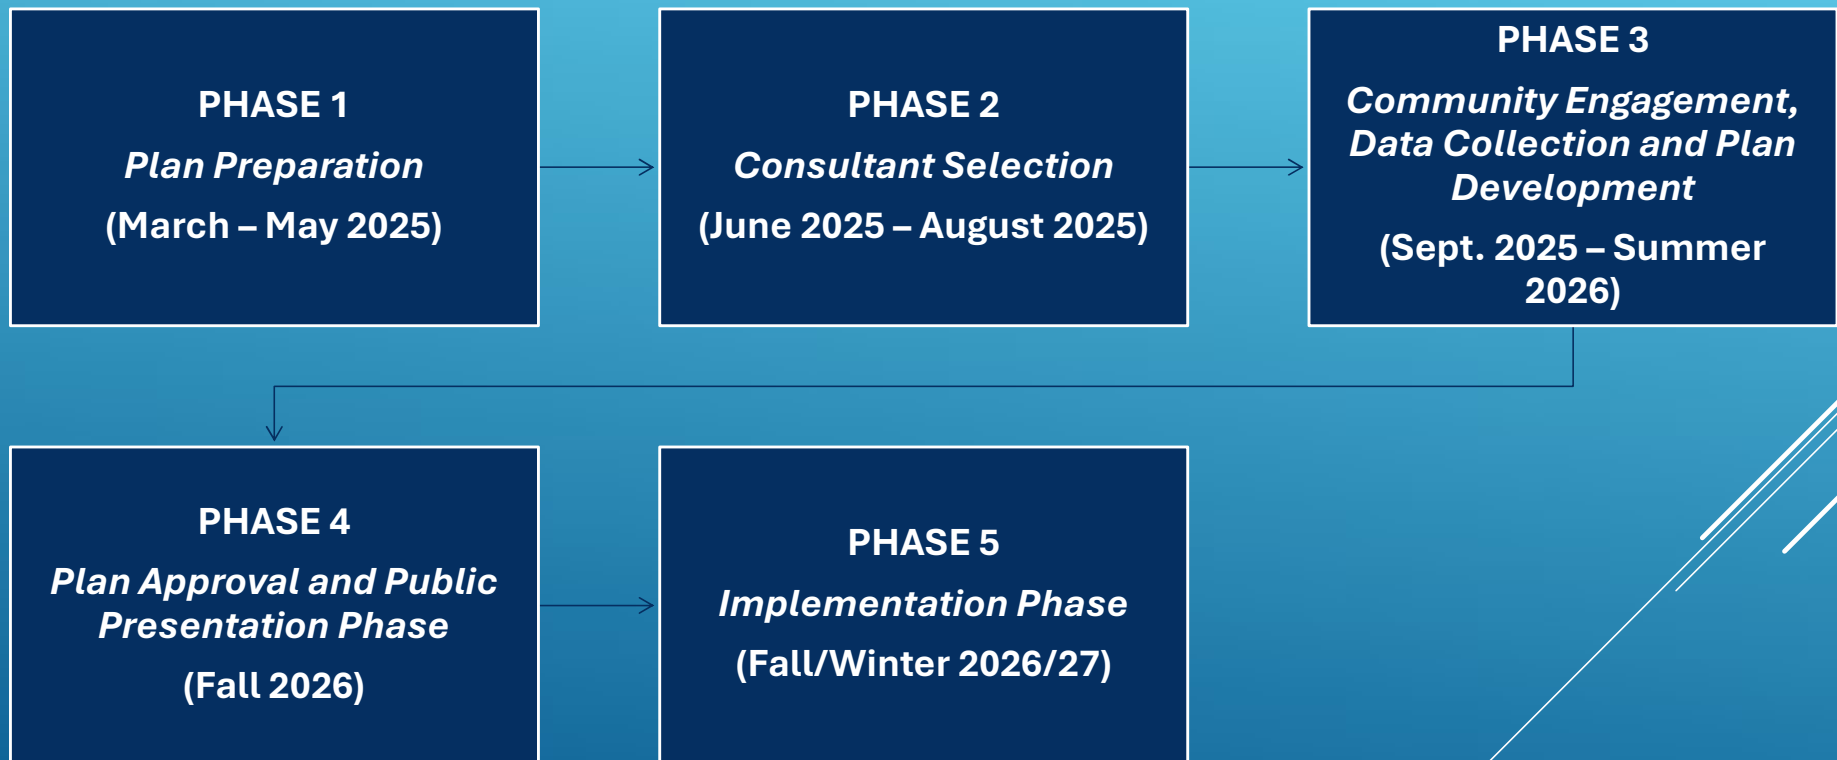 PHASE 1
Plan Preparation
(March – May 2025)
PHASE 2
Consultant Selection
(June 2025 – August 2025)
PHASE 3
Community Engagement,
Data Collection and Plan
Development
(Sept. 2025 – Summer
2026)
PHASE 4
Plan Approval and Public
Presentation Phase
(Fall 2026)
PHASE 5
Implementation Phase
(Fall/Winter 2026/27)